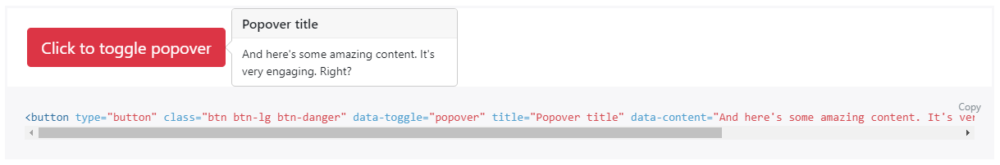 Popover title
Click to toggle popover
And here's some amazing content. It's
very engaging. Right?
Copy
<button type="button" class="btn btn-lg btn-danger" data-toggle="popover" title="Popover title" data-content="And here's some amazing content. It's ver